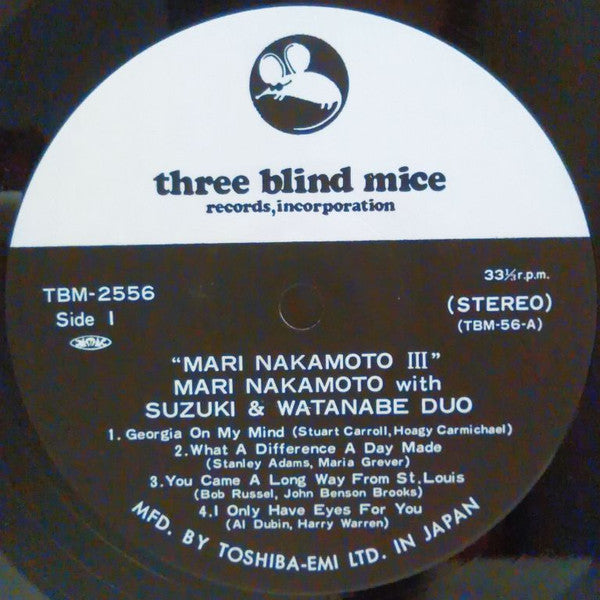 three blind mice
records,incorporation
33⅓r.p.m.
TBM-2556
(STEREO)
Side 1
(TBM-56-A)
"MARI NAKAMOTO III"
MARI NAKAMOTO with
SUZUKI & WATANABE DUO
1. Georgia On My Mind (Stuart Carroll,Hoagy Carmichael)
2.What A Difference A Day Made
(Stanley Adams, Maria Grever)
3.You Came A Long Way From St.Louis
(Bob Russel, John Benson Brooks)
4.I Only Have Eyes For You
(Al Dubin, Harry Warren)
MFD. BY TOSHIBA-EMI LTD. IN JAPAN